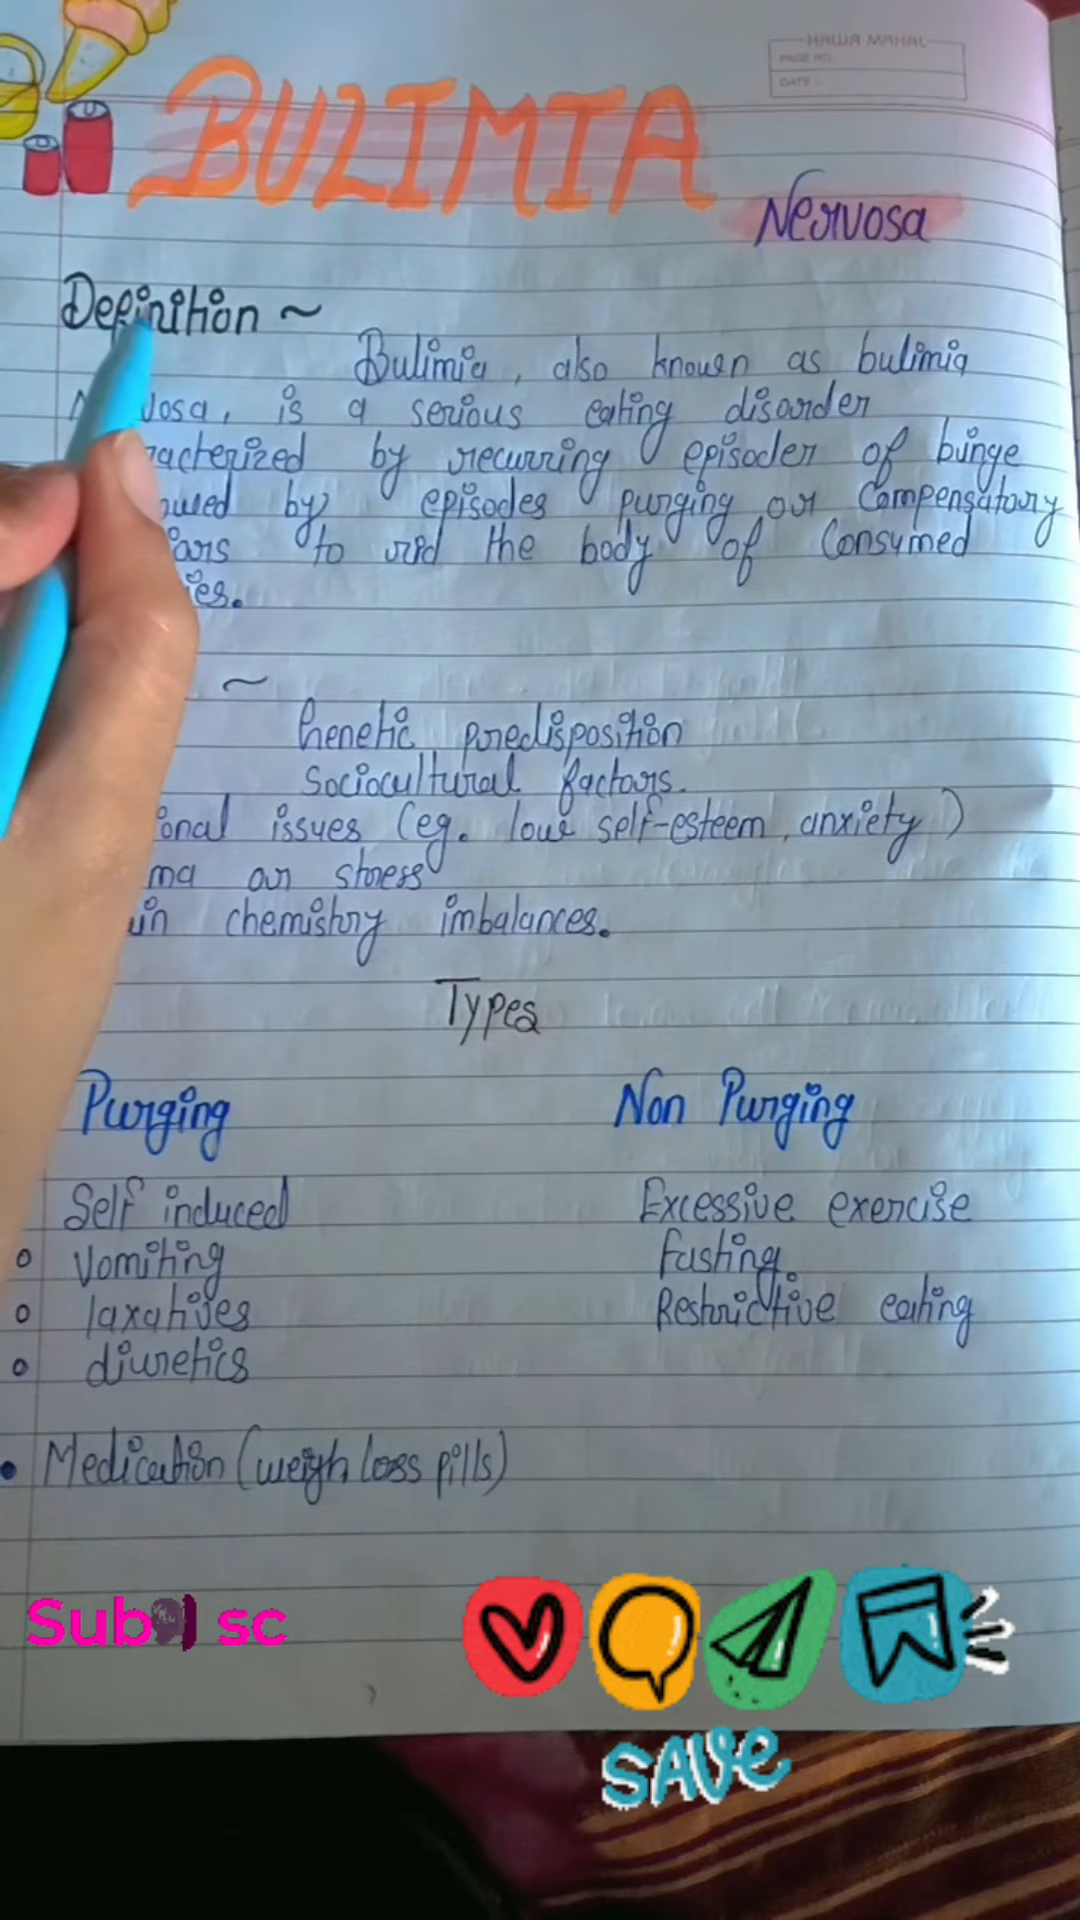 HAWA MAHAL
PAGE NO.
DATE:
BULIMIA
Nervosa
Definition ~
Bulimia, also known as bulimia
is a serious eating disorder
by recurring episoder of binge
by episodes purging or Compensatory
to rid the body of Consumed
~
Genetic predisposition
Sociocultural factors.
issues (eg. low self-esteem, anxiety)
or stress
chemistry imbalances.
Types
Purging Non Purging
Self induced Excessive exercise
o Vomiting Fasting
o laxatives Restrictive eating
o diuretics
• Medication (weigh loss pills)
Sub sc
SAVe